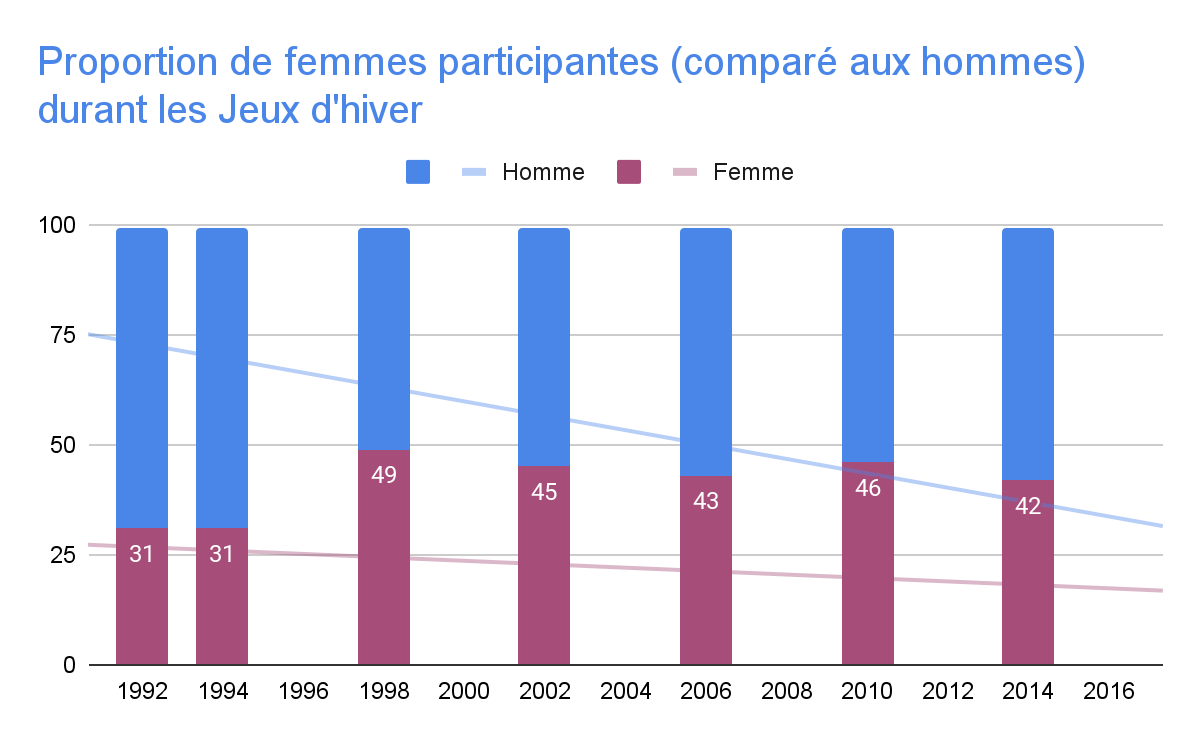 Proportion de femmes participantes (comparé aux hommes)
durant les Jeux d'hiver
Homme Femme
100
75
50
25
0
31 31 49 45 43 46 42
1992 1994 1996 1998 2000 2002 2004 2006 2008 2010 2012 2014 2016